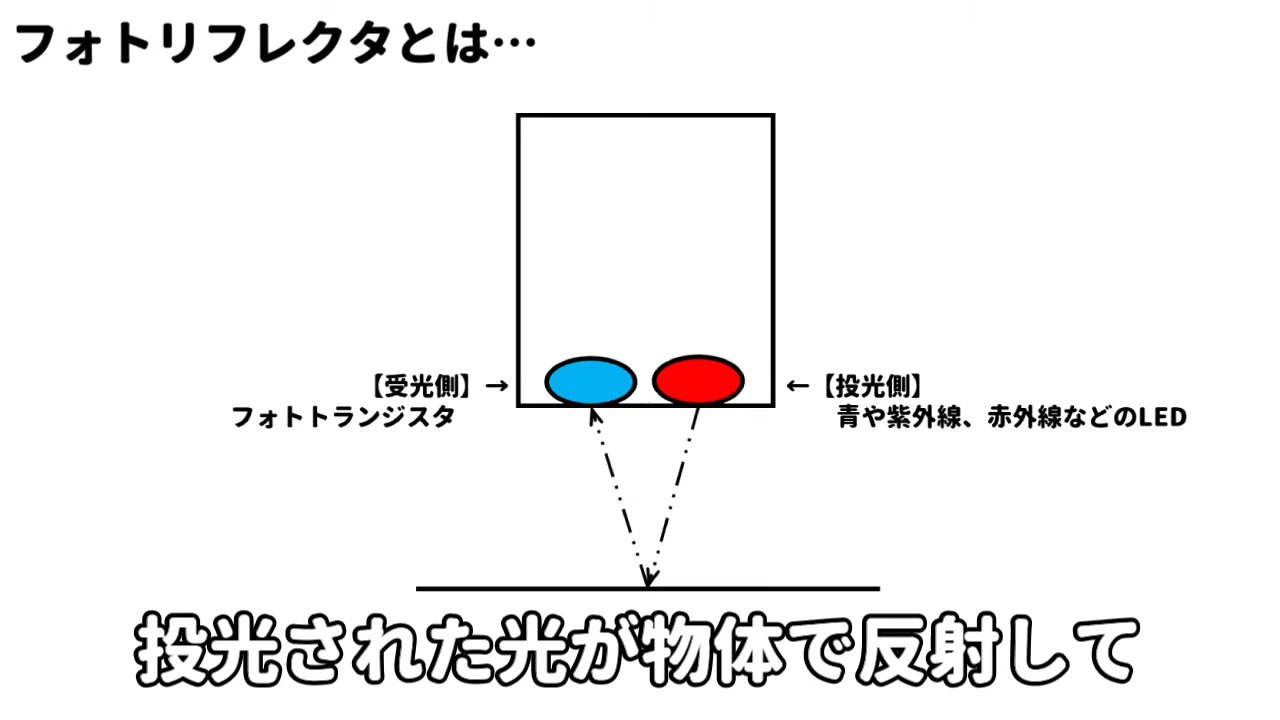 フォトリフレクタとは…
【受光側】→
フォトトランジスタ
←【投光側】
青や紫外線、赤外線などのLED
投光された光が物体で反射して